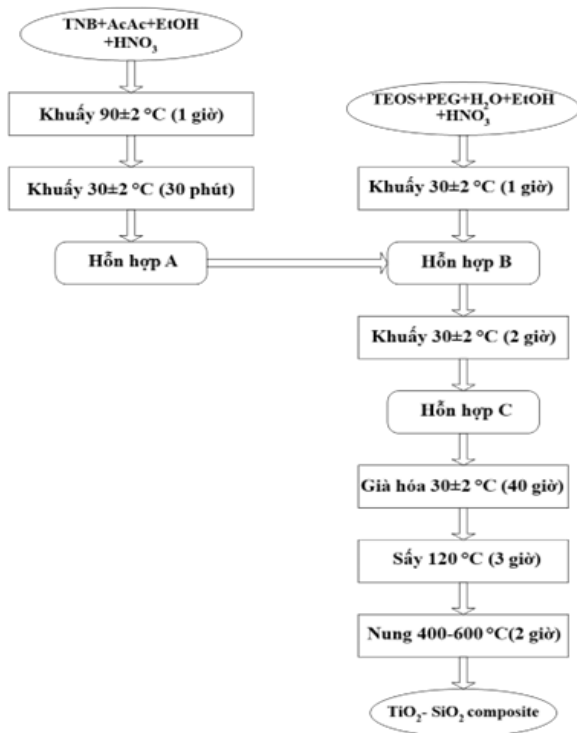 TNB+AcAc+EtOH
+HNO₃
Khuấy 90±2 °C (1 giờ)
Khuấy 30±2 °C (30 phút)
Hỗn hợp A
TEOS+PEG+H₂O+EtOH
+HNO₃
Khuấy 30±2 °C (1 giờ)
Hỗn hợp B
Khuấy 30±2 °C (2 giờ)
Hỗn hợp C
Già hóa 30±2 °C (40 giờ)
Sấy 120 °C (3 giờ)
Nung 400-600 °C(2 giờ)
TiO₂- SiO₂ composite